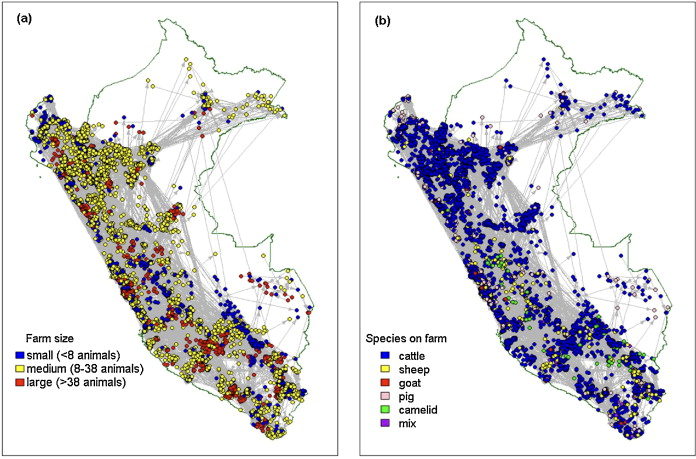 (a)
Farm size
small (<8 animals)
medium (8-38 animals)
large (>38 animals)
(b)
Species on farm
cattle
sheep
goat
pig
camelid
mix